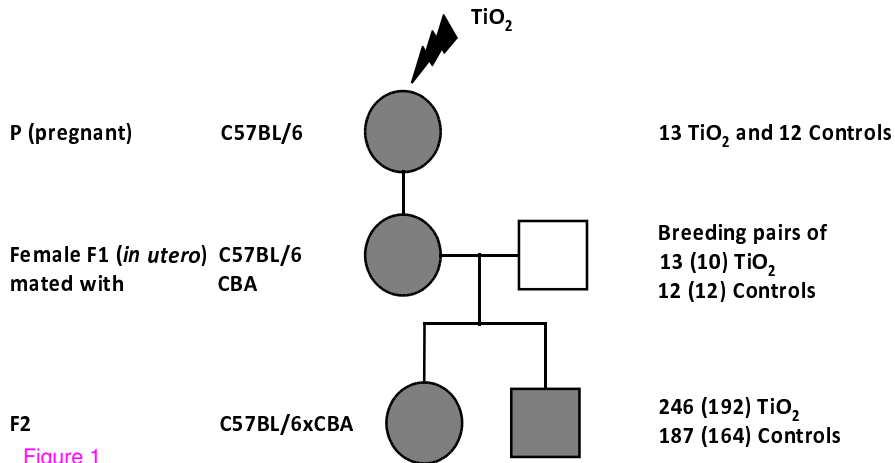 TiO2
P (pregnant) C57BL/6 13 TiO2 and 12 Controls
Female F1 (in utero) C57BL/6
mated with CBA
Breeding pairs of
13 (10) TiO2
12 (12) Controls
F2 C57BL/6xCBA
246 (192) TiO2
187 (164) Controls
Figure 1